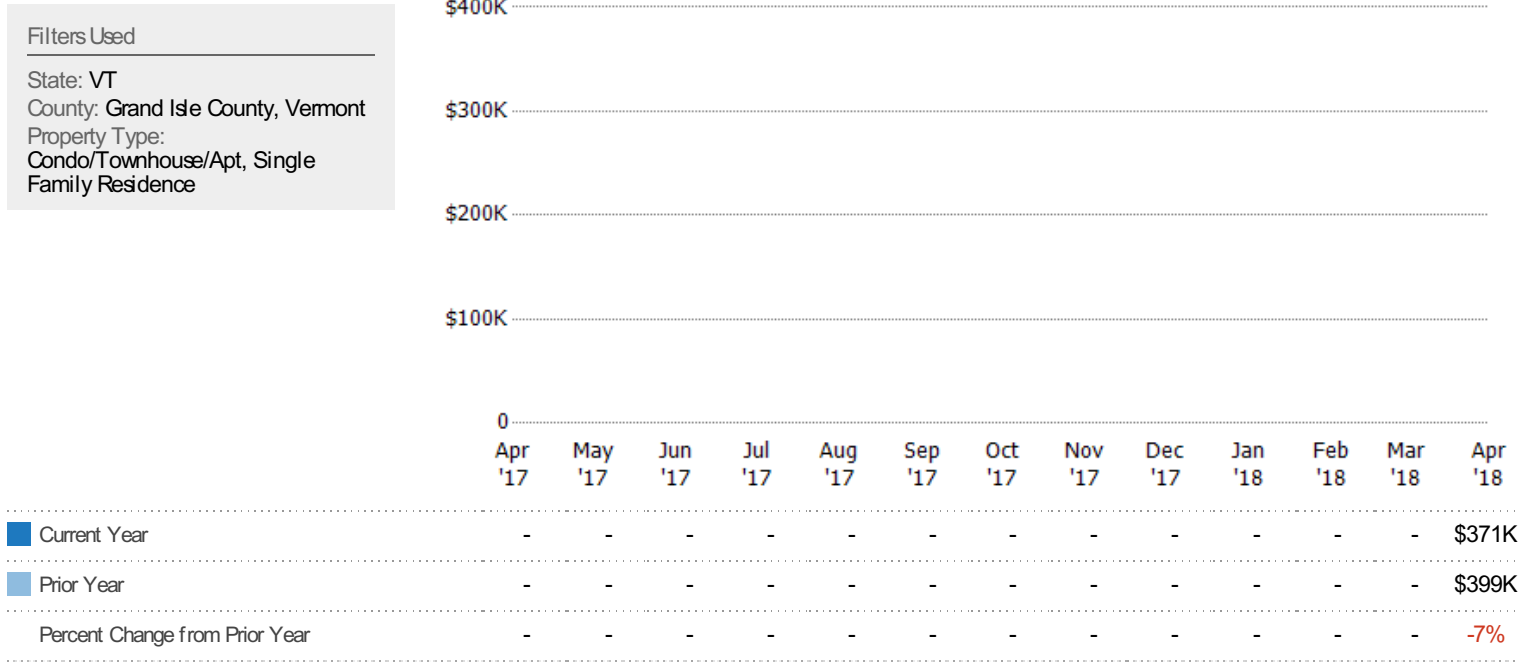 Filters Used
State: VT
County: Grand Isle County, Vermont
Property Type:
Condo/Townhouse/Apt, Single
Family Residence
$400K
$300K
$200K
$100K
0
Apr May Jun Jul Aug Sep Oct Nov Dec Jan Feb Mar Apr
'17 '17 '17 '17 '17 '17 '17 '17 '17 '18 '18 '18 '18
Current Year - - - - - - - - - - - - $371K
Prior Year - - - - - - - - - - - - $399K
Percent Change from Prior Year - - - - - - - - - - - - -7%